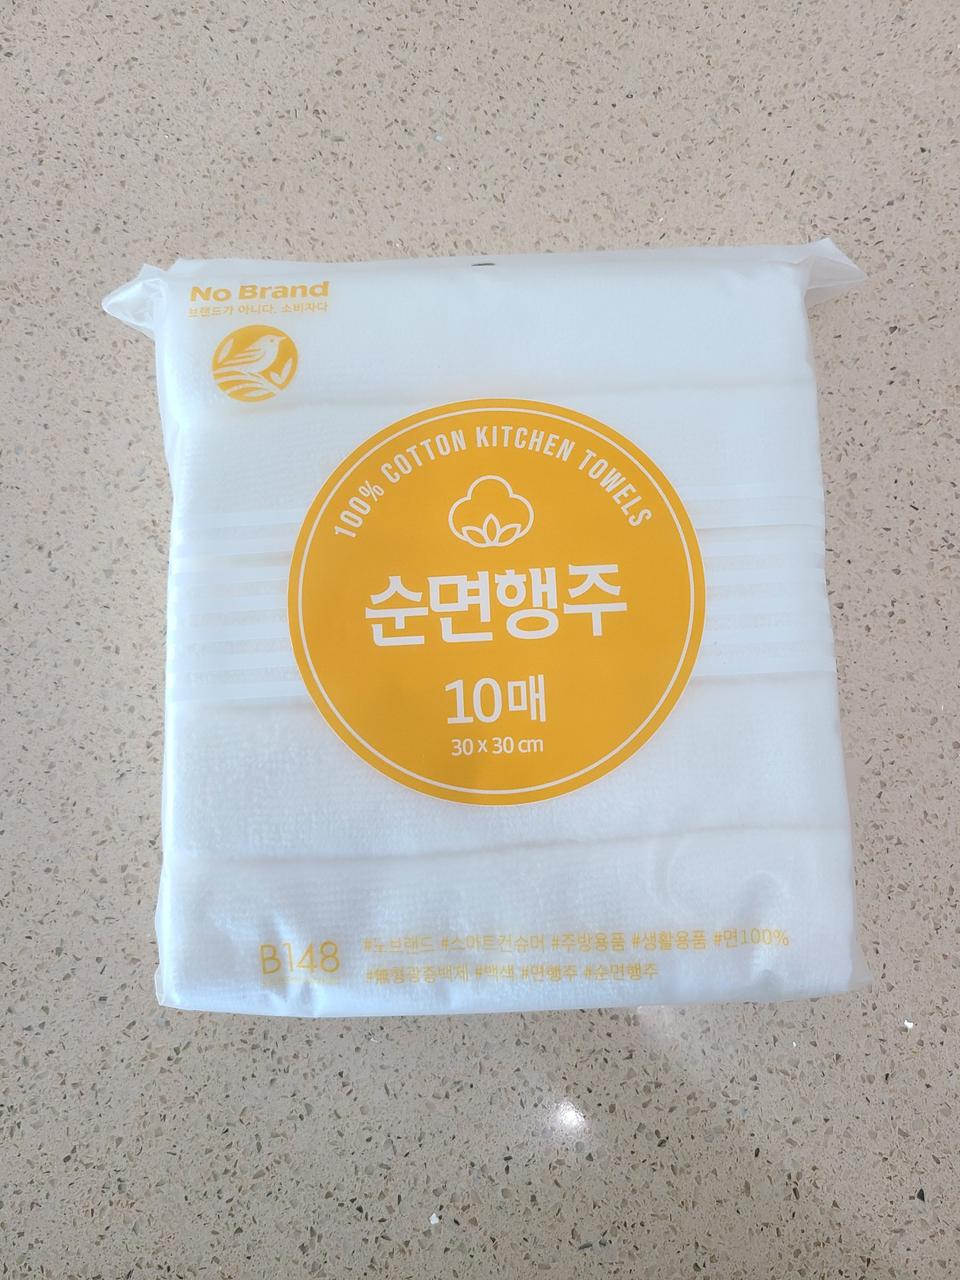 No Brand
브랜드가 아니다. 소비자다
100% COTTON KITCHEN TOWELS
순면행주
10매
30 x 30 cm
B148
#노브랜드 #스마트컨슈머 #주방용품 #생활용품 #면100%
#無형광증백제 #백색 #면행주 #순면행주